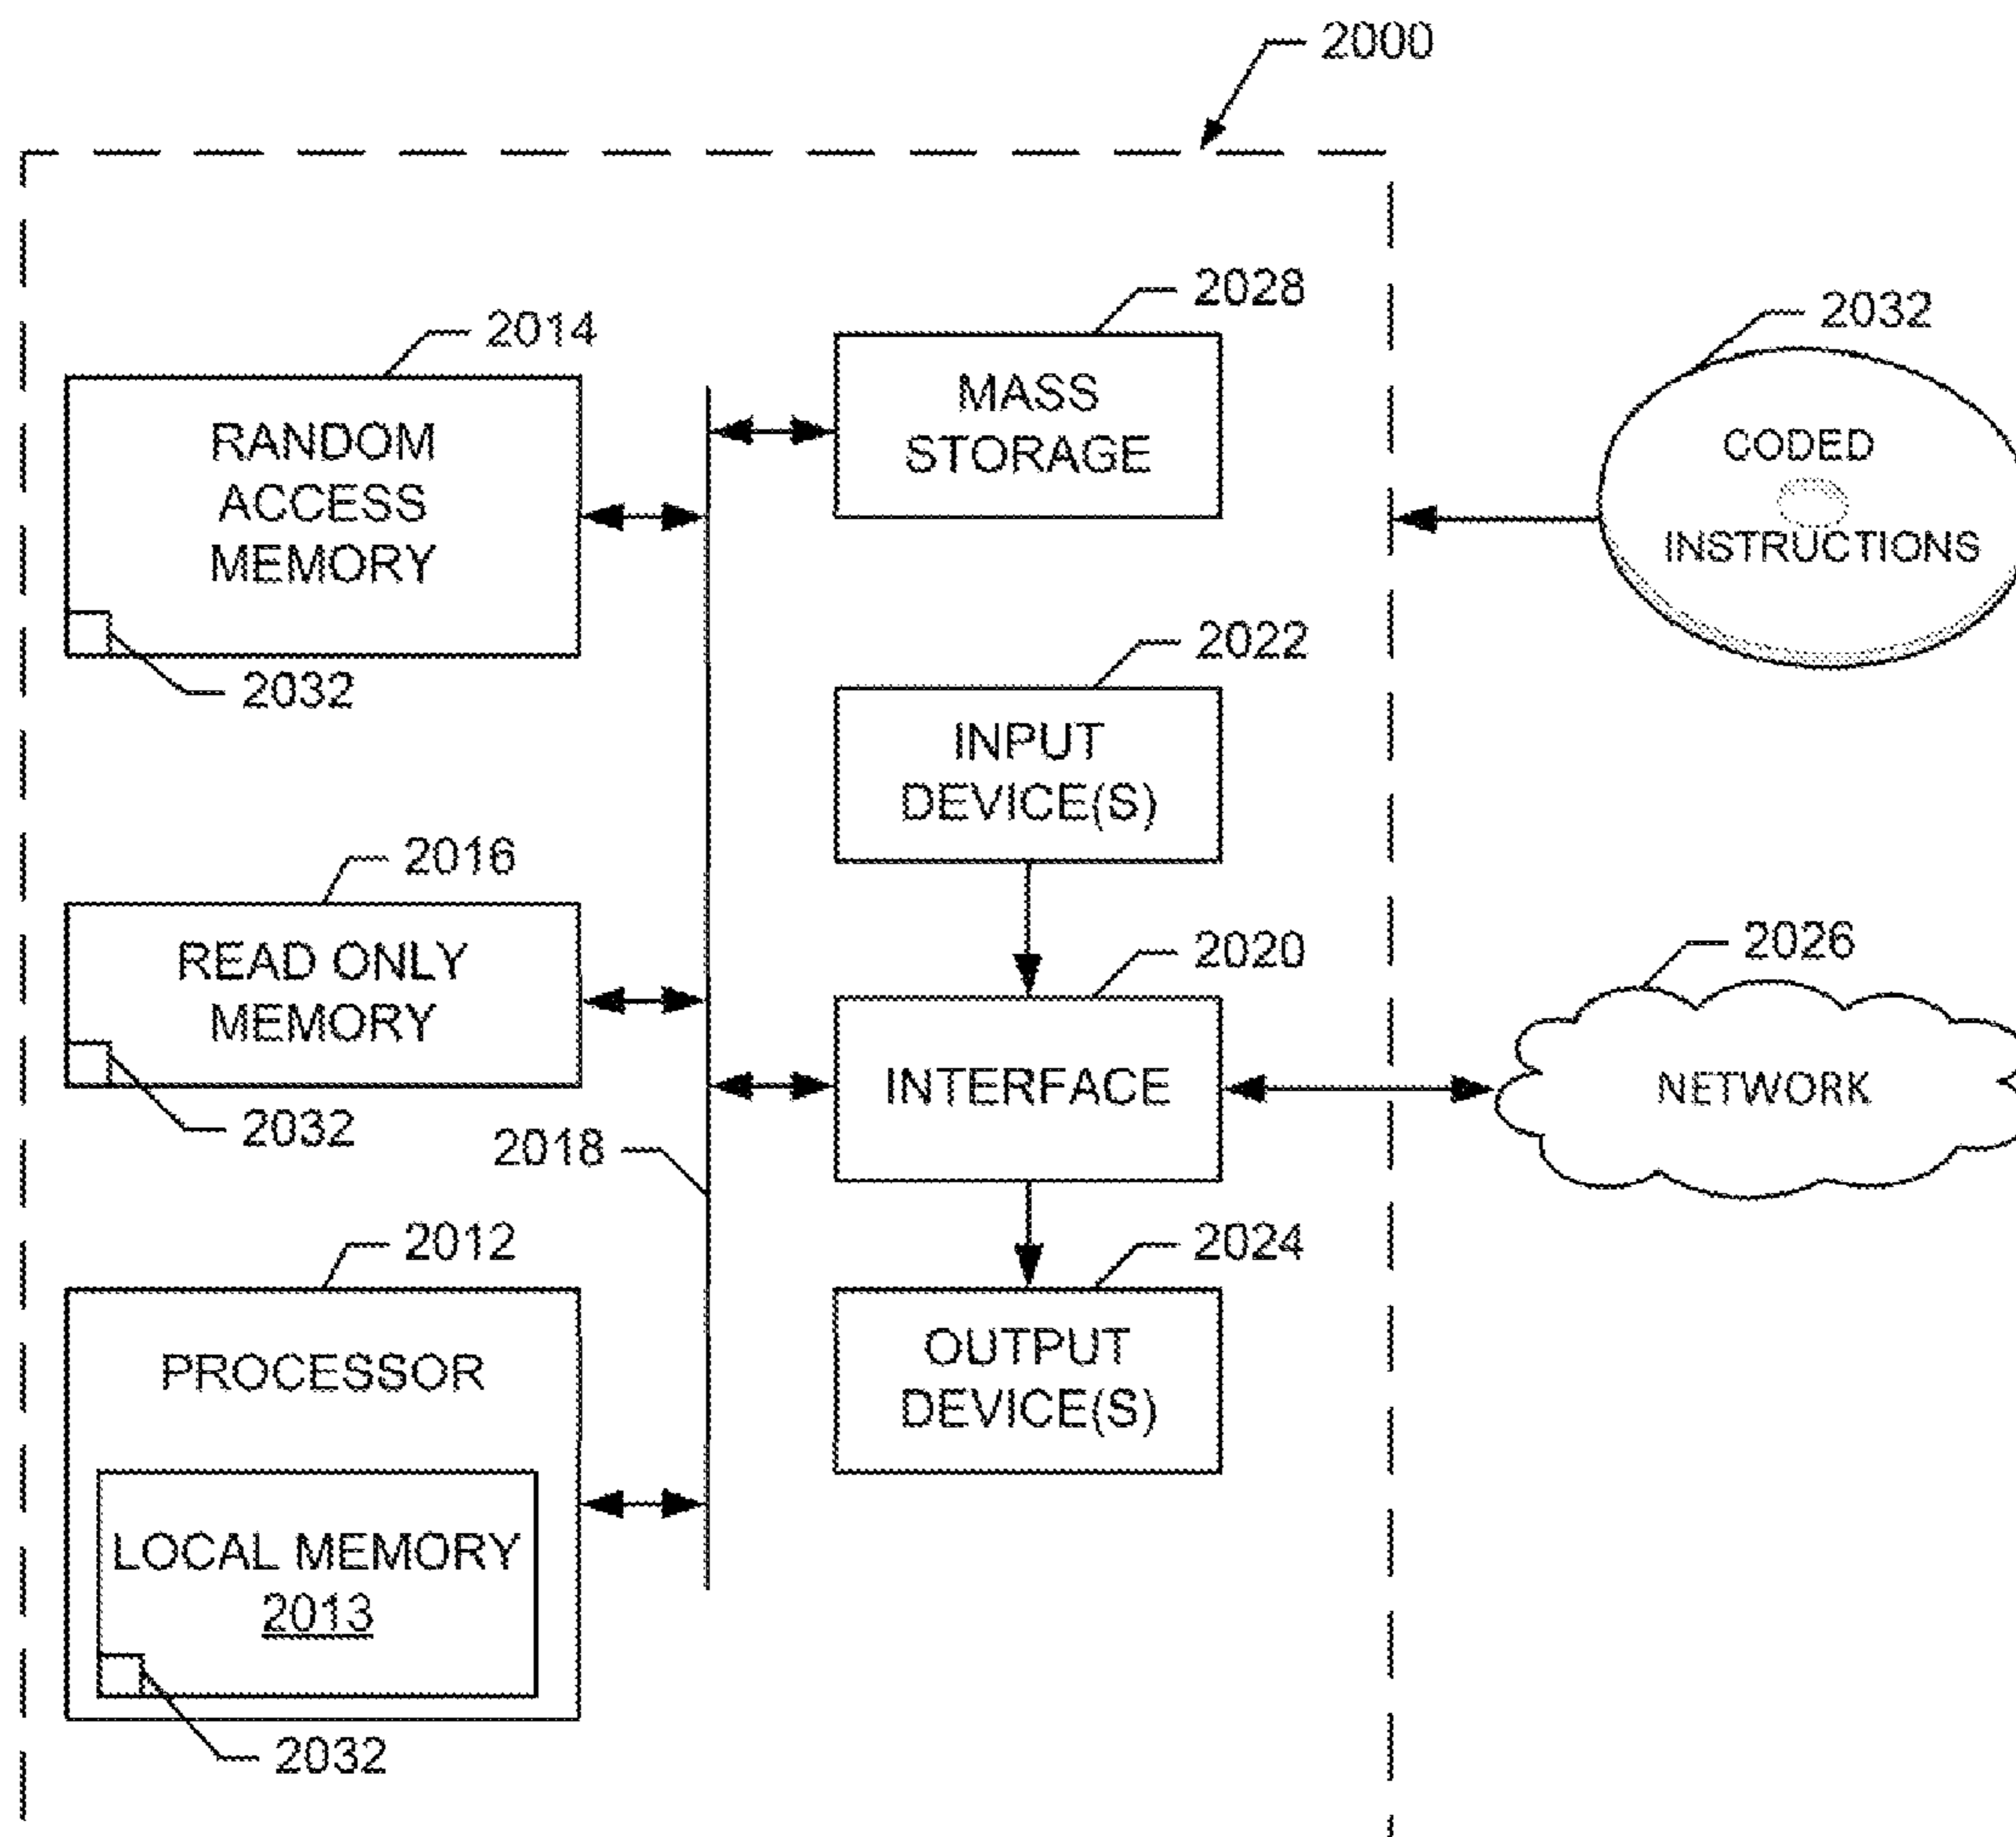 2000
2028
2014
2032
MASS
STORAGE
RANDOM
ACCESS
MEMORY
CODED
INSTRUCTIONS
2032
2022
INPUT
DEVICE(S)
2016
READ ONLY
MEMORY
2020
2026
INTERFACE
NETWORK
2032
2018
2012
2024
PROCESSOR
OUTPUT
DEVICE(S)
LOCAL MEMORY
2013
2032